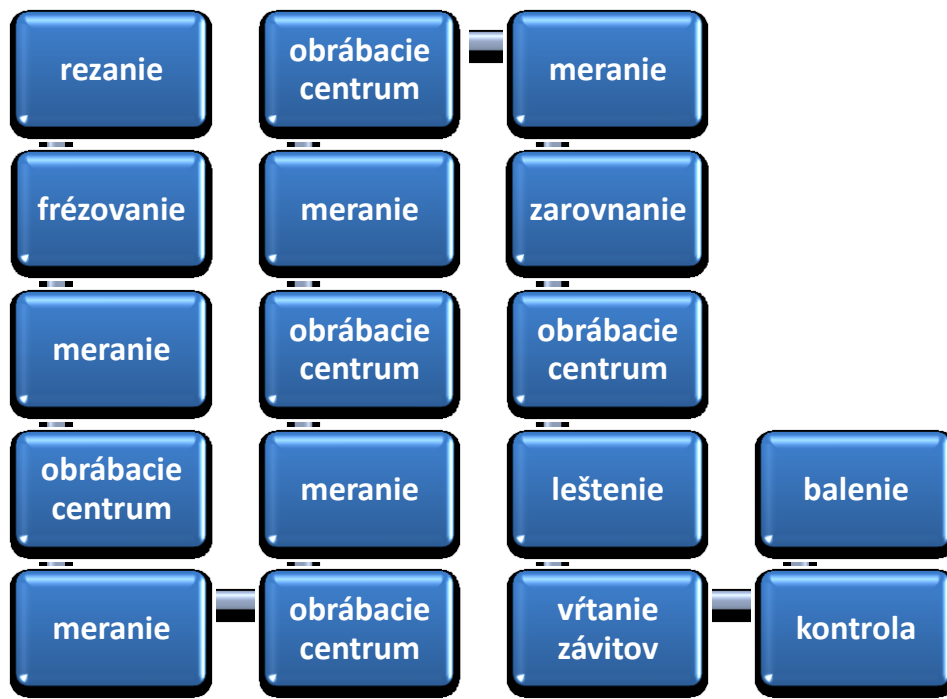 rezanie
frézovanie
meranie
obrábacie
centrum
meranie
obrábacie
centrum
meranie
obrábacie
centrum
meranie
obrábacie
centrum
meranie
zarovnanie
obrábacie
centrum
leštenie
vŕtanie
závitov
kontrola
balenie